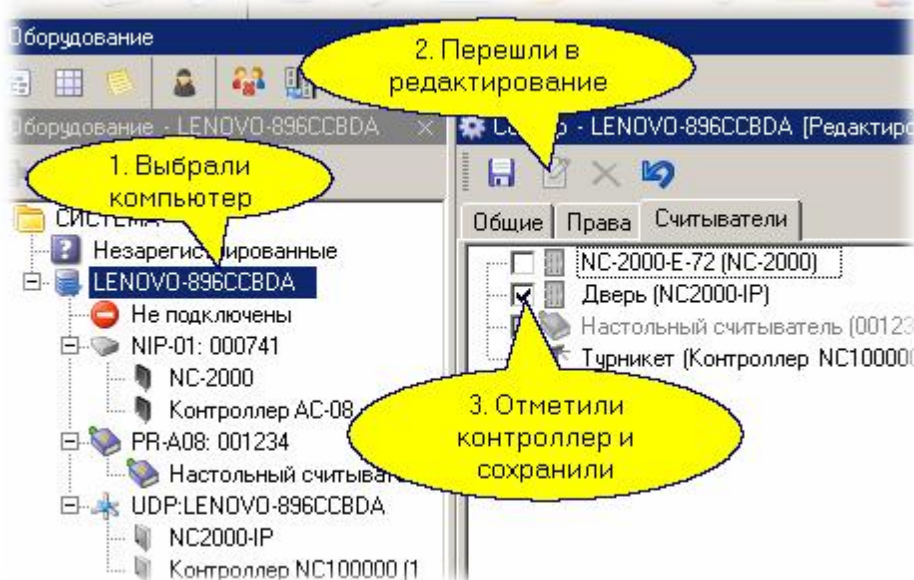 Оборудование
2. Перешли в
редактирование
Оборудование - LENOVO-896CCBDA
- LENOVO-896CCBDA [Редактиро
1. Выбрали
компьютер
Общие Права Считыватели
СИСТЕМА
Незарегистрированные
LENOVO-896CCBDA
Не подключены
NIP-01: 000741
NC-2000
Контроллер AC-08
PR-A08: 001234
Настольный считыват
UDP:LENOVO-896CCBDA
NC2000-IP
Контроллер NC100000 (1
NC-2000-E-72 (NC-2000)
Дверь (NC2000-IP)
Настольный считыватель (00123
Турникет (Контроллер NC10000
3. Отметили
контроллер и
сохранили